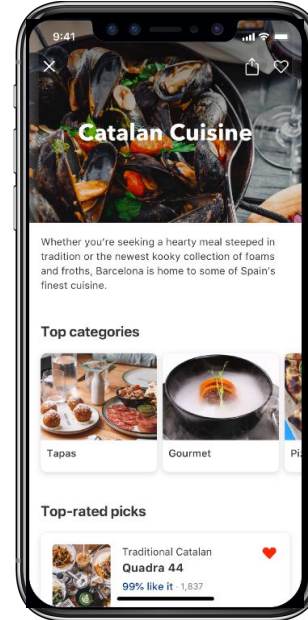 9:41
Catalan Cuisine
Whether you're seeking a hearty meal steeped in
tradition or the newest kooky collection of foams
and froths, Barcelona is home to some of Spain's
finest cuisine.
Top categories
Tapas
Gourmet
Top-rated picks
Traditional Catalan
Quadra 44
99% like it · 1,837